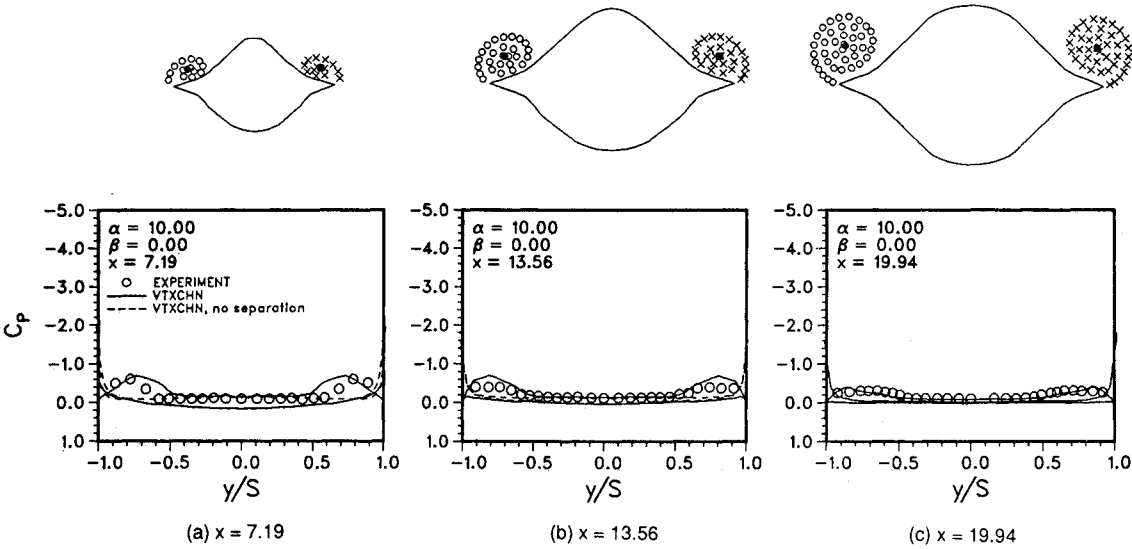 -5.0
-4.0
-3.0
-2.0
-1.0
0.0
1.0
C_P
α = 10.00
β = 0.00
x = 7.19
EXPERIMENT
VTXCHN
VTXCHN, no separation
-1.0 -0.5 0.0 0.5 1.0
y/S
(a) x = 7.19
-5.0
-4.0
-3.0
-2.0
-1.0
0.0
1.0
α = 10.00
β = 0.00
x = 13.56
-1.0 -0.5 0.0 0.5 1.0
y/S
(b) x = 13.56
-5.0
-4.0
-3.0
-2.0
-1.0
0.0
1.0
α = 10.00
β = 0.00
x = 19.94
-1.0 -0.5 0.0 0.5 1.0
y/S
(c) x = 19.94